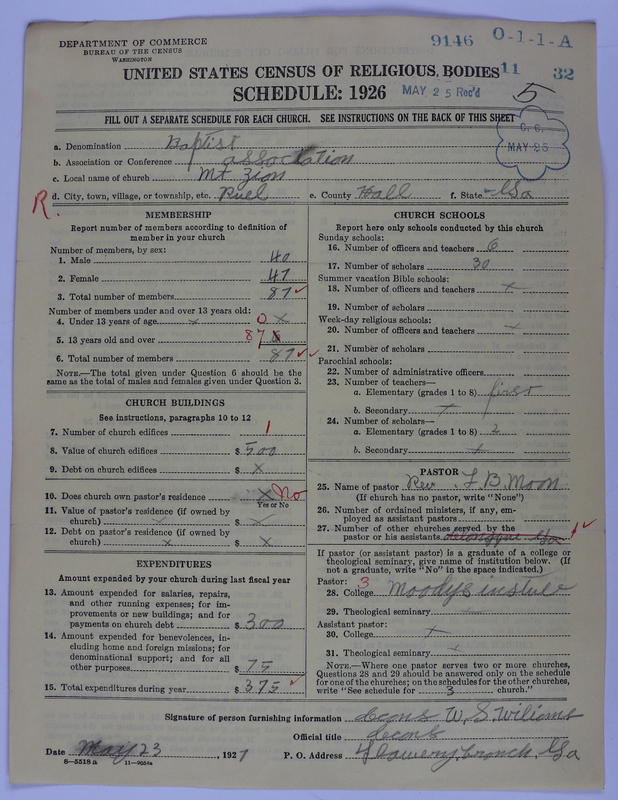 DEPARTMENT OF COMMERCE
BUREAU OF THE CENSUS
WASHINGTON
9146 O-1-1-A
11 32
UNITED STATES CENSUS OF RELIGIOUS BODIES
SCHEDULE: 1926
MAY 25 Rec'd
5
FILL OUT A SEPARATE SCHEDULE FOR EACH CHURCH. SEE INSTRUCTIONS ON THE BACK OF THIS SHEET
C. C.
MAY 25
a. Denomination Baptist
b. Association or Conference association
c. Local name of church Mt Zion
R. d. City, town, village, or township, etc. e. County Hall f. State Ga
MEMBERSHIP
Report number of members according to definition of
member in your church
Number of members, by sex:
1. Male 40
2. Female 47
3. Total number of members 87 ✓
Number of members under and over 13 years old:
4. Under 13 years of age x 0 x
5. 13 years old and over 87
6. Total number of members 87 ✓✓
NOTE.—The total given under Question 6 should be the
same as the total of males and females given under Question 3.
CHURCH BUILDINGS
See instructions, paragraphs 10 to 12
7. Number of church edifices 1
8. Value of church edifices $ 500
9. Debt on church edifices $ x
10. Does church own pastor's residence x No
Yes or No
11. Value of pastor's residence (if owned by
church) x $ x
12. Debt on pastor's residence (if owned by
church) x $ x
EXPENDITURES
Amount expended by your church during last fiscal year
13. Amount expended for salaries, repairs,
and other running expenses; for im-
provements or new buildings; and for
payments on church debt $ 300
14. Amount expended for benevolences, in-
cluding home and foreign missions; for
denominational support; and for all
other purposes $ 75
15. Total expenditures during year $ 375 ✓
CHURCH SCHOOLS
Report here only schools conducted by this church
Sunday schools:
16. Number of officers and teachers 6
17. Number of scholars 30
Summer vacation Bible schools:
18. Number of officers and teachers x
19. Number of scholars
Week-day religious schools:
20. Number of officers and teachers x
21. Number of scholars
Parochial schools:
22. Number of administrative officers
23. Number of teachers—
a. Elementary (grades 1 to 8)
b. Secondary x
24. Number of scholars—
a. Elementary (grades 1 to 8) 2
b. Secondary x
PASTOR
25. Name of pastor Rev. F. B. Moon
(If church has no pastor, write "None")
26. Number of ordained ministers, if any, em-
ployed as assistant pastors
27. Number of other churches served by the
pastor or his assistants Ga 1 ✓
If pastor (or assistant pastor) is a graduate of a college or
theological seminary, give name of institution below. (If
not a graduate, write "No" in the space indicated.)
Pastor: 3
28. College Moodys
29. Theological seminary
Assistant pastor:
30. College x
31. Theological seminary x
NOTE.—Where one pastor serves two or more churches,
Questions 28 and 29 should be answered only on the schedule
for one of the churches; on the schedules for the other churches,
write "See schedule for 3 church."
Signature of person furnishing information W. S. Wiliams
Official title
Date May 23, 1927 P. O. Address Flowery branch, Ga
8—5518 a 11—9054a